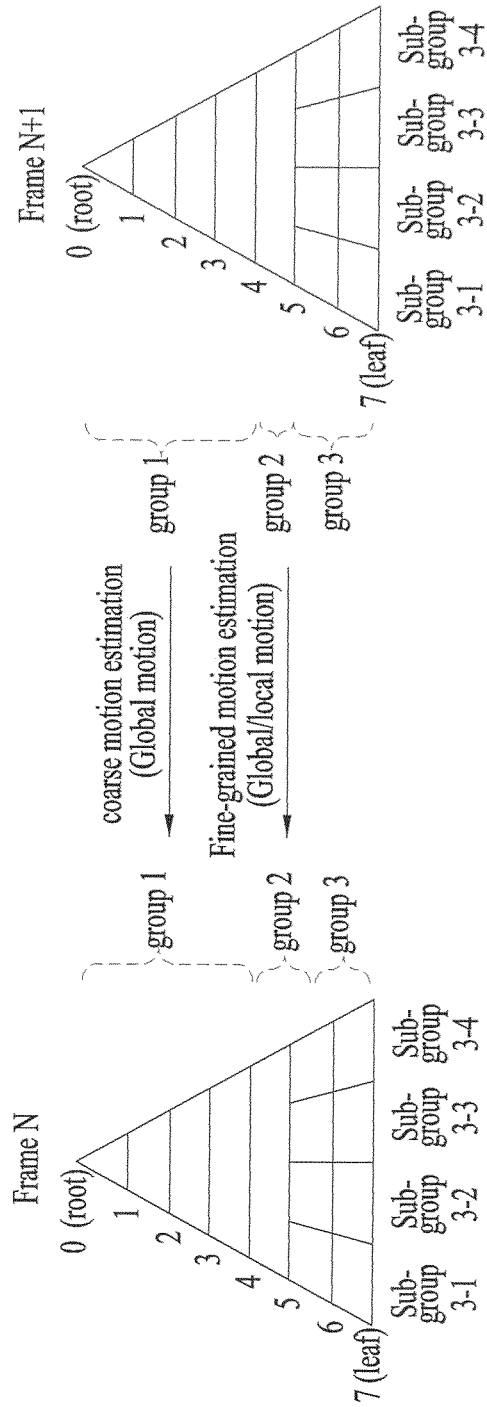 Frame N
0 (root)
1
2
3
4
5
6
7 (leaf)
Sub-
group
3-1
Sub-
group
3-2
Sub-
group
3-3
Sub-
group
3-4
group 1
group 2
group 3
coarse motion estimation
(Global motion)
Fine-grained motion estimation
(Global/local motion)
group 1
group 2
group 3
Frame N+1
0 (root)
1
2
3
4
5
6
7 (leaf)
Sub-
group
3-1
Sub-
group
3-2
Sub-
group
3-3
Sub-
group
3-4